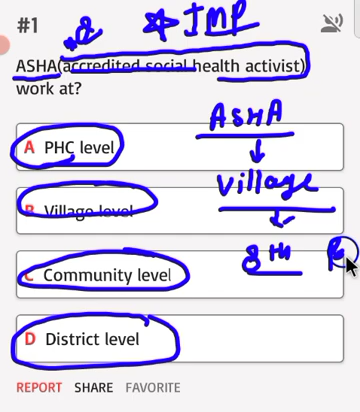 #1
IMP
ASHA(accredited social health activist)
work at?
ASHA
A PHC level
Village
B Village level
8th
C Community level
D District level
REPORT SHARE FAVORITE